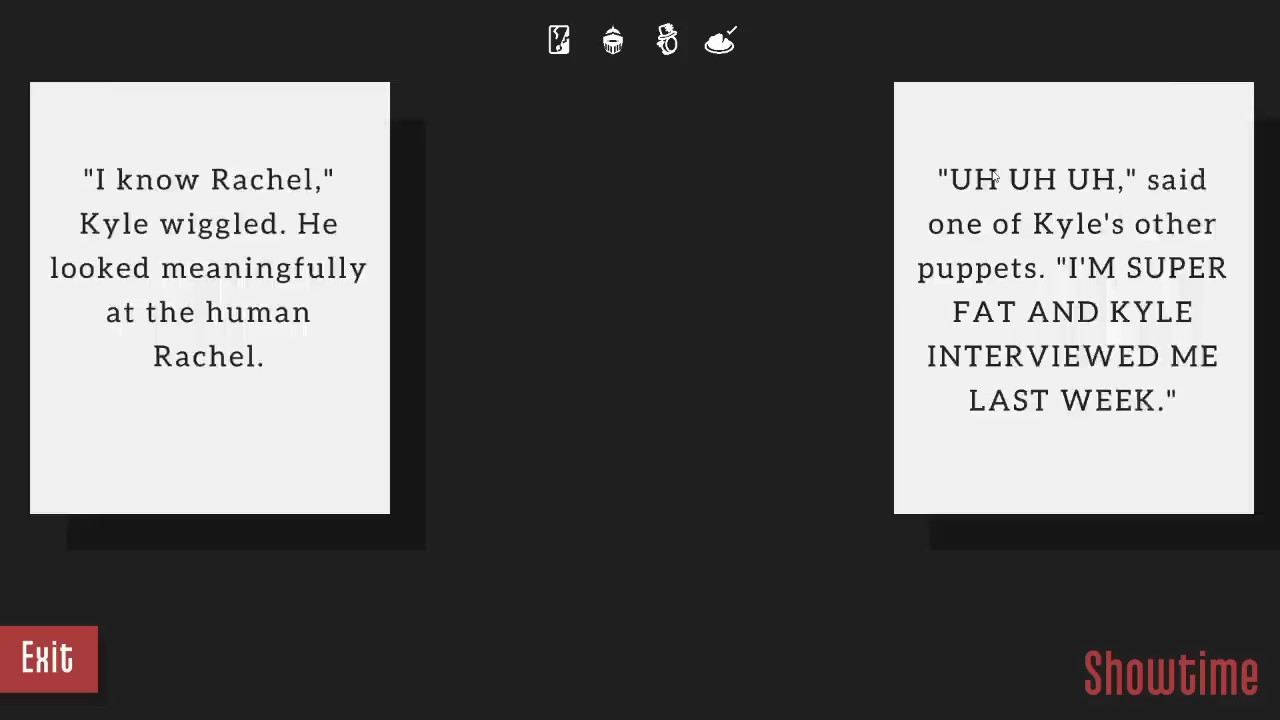 "I know Rachel,"
Kyle wiggled. He
looked meaningfully
at the human
Rachel.
"UH UH UH," said
one of Kyle's other
puppets. "I'M SUPER
FAT AND KYLE
INTERVIEWED ME
LAST WEEK."
Exit
Showtime